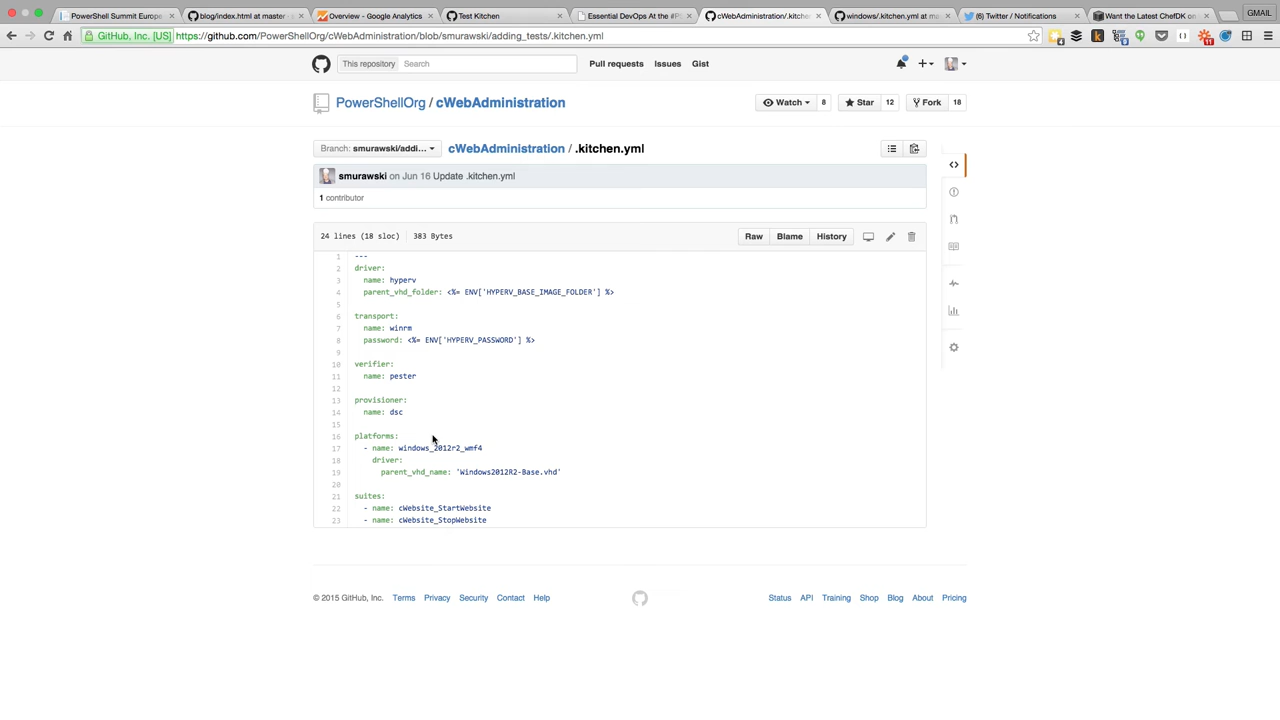 PowerShell Summit Europe
blog/index.html at master
Overview - Google Analytics
Test Kitchen
Essential DevOps At the #PS
cWebAdministration/.kitchen
windows/.kitchen.yml at ma
(6) Twitter / Notifications
Want the Latest ChefDK on
GMAIL
GitHub, Inc. [US] https://github.com/PowerShellOrg/cWebAdministration/blob/smurawski/adding_tests/.kitchen.yml
This repository Search Pull requests Issues Gist
PowerShellOrg / cWebAdministration
Watch 8 Star 12 Fork 18
Branch: smurawski/addi... cWebAdministration / .kitchen.yml
smurawski on Jun 16 Update .kitchen.yml
1 contributor
24 lines (18 sloc) 383 Bytes Raw Blame History
1 ---
2 driver:
3 name: hyperv
4 parent_vhd_folder: <%= ENV['HYPERV_BASE_IMAGE_FOLDER'] %>
5
6 transport:
7 name: winrm
8 password: <%= ENV['HYPERV_PASSWORD'] %>
9
10 verifier:
11 name: pester
12
13 provisioner:
14 name: dsc
15
16 platforms:
17 - name: windows_2012r2_wmf4
18 driver:
19 parent_vhd_name: 'Windows2012R2-Base.vhd'
20
21 suites:
22 - name: cWebsite_StartWebsite
23 - name: cWebsite_StopWebsite
© 2015 GitHub, Inc. Terms Privacy Security Contact Help
Status API Training Shop Blog About Pricing